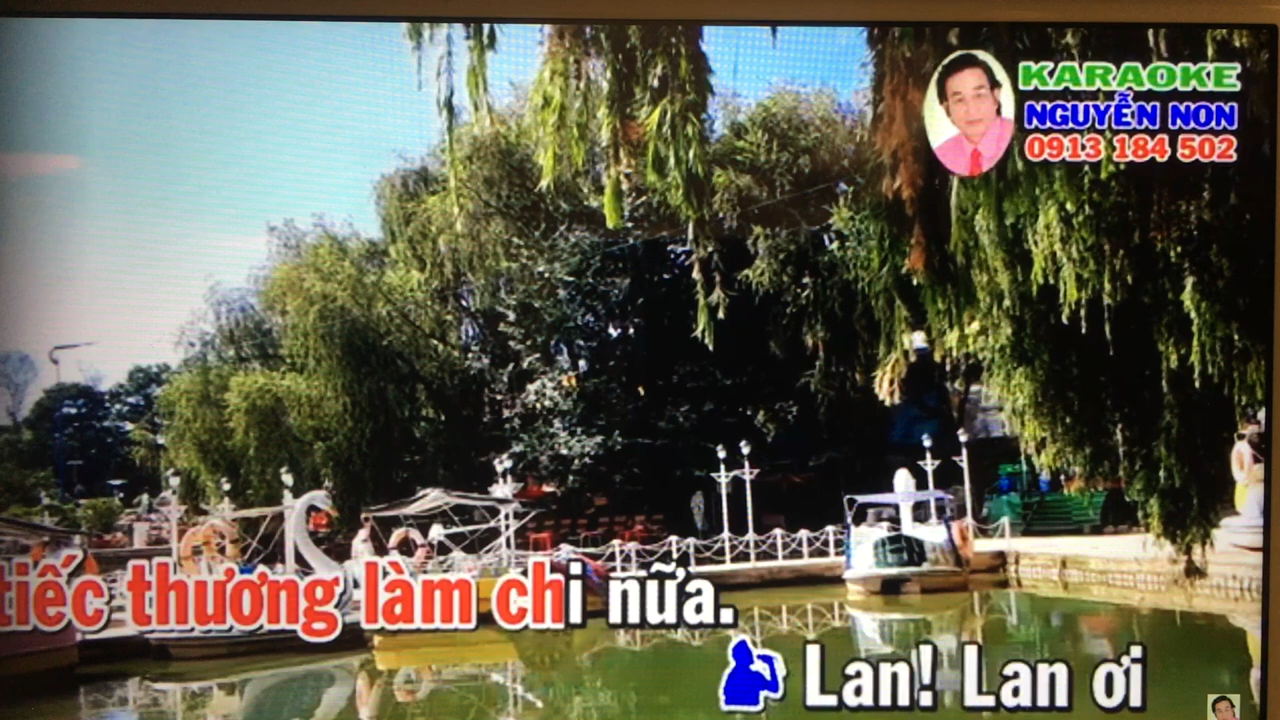 KARAOKE
NGUYỄN NON
0913 184 502
tiếc thương làm chi nữa.
Lan! Lan ơi